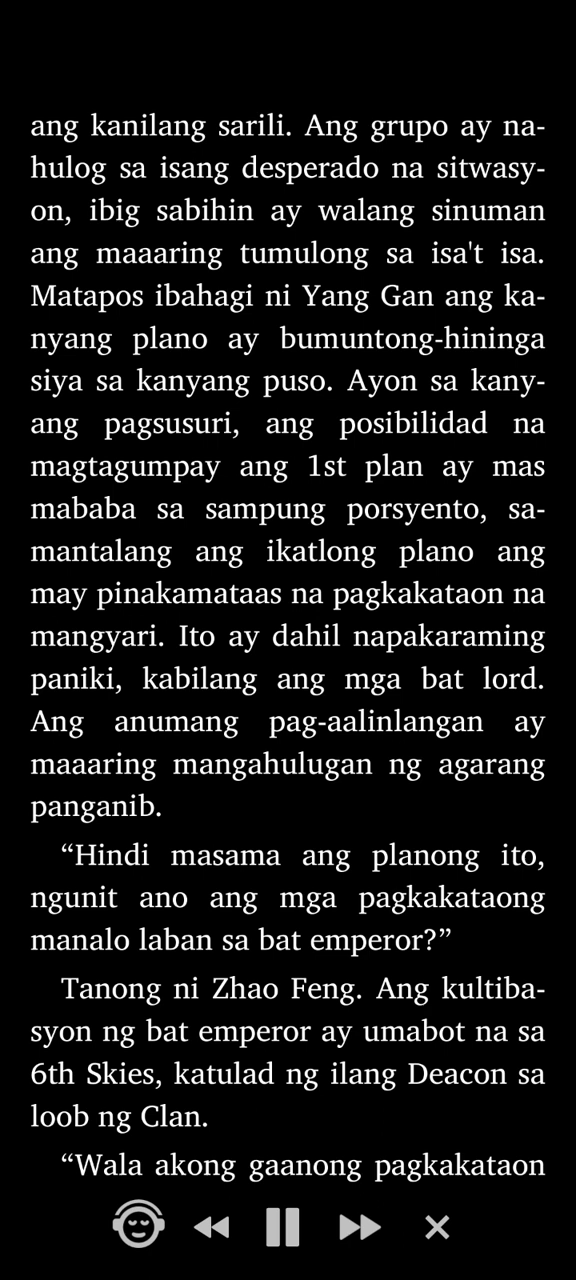 ang kanilang sarili. Ang grupo ay na-
hulog sa isang desperado na sitwasy-
on, ibig sabihin ay walang sinuman
ang maaaring tumulong sa isa't isa.
Matapos ibahagi ni Yang Gan ang ka-
nyang plano ay bumuntong-hininga
siya sa kanyang puso. Ayon sa kany-
ang pagsusuri, ang posibilidad na
magtagumpay ang 1st plan ay mas
mababa sa sampung porsyento, sa-
mantalang ang ikatlong plano ang
may pinakamataas na pagkakataon na
mangyari. Ito ay dahil napakaraming
paniki, kabilang ang mga bat lord.
Ang anumang pag-aalinlangan ay
maaaring mangahulugan ng agarang
panganib.
“Hindi masama ang planong ito,
ngunit ano ang mga pagkakataong
manalo laban sa bat emperor?”
Tanong ni Zhao Feng. Ang kultiba-
syon ng bat emperor ay umabot na sa
6th Skies, katulad ng ilang Deacon sa
loob ng Clan.
“Wala akong gaanong pagkakataon